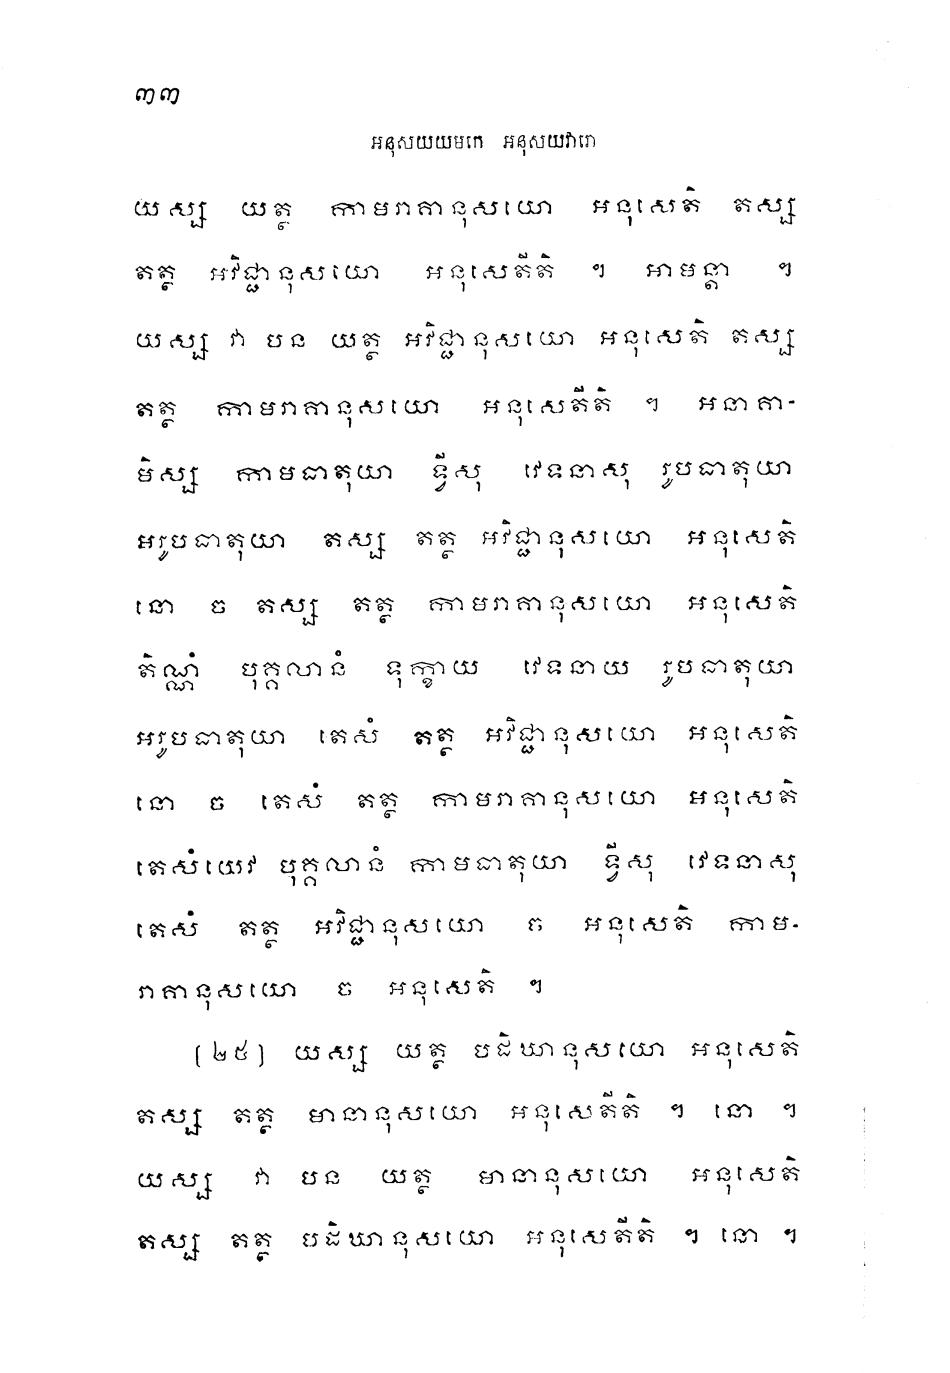 ៣៣
អនុសយយមកេ អនុសយវារោ
យស្ស យត្ថ កាមរាគានុសយោ អនុសេតិ តស្ស
តត្ថ អវិជ្ជានុសយោ អនុសេតីតិ ។ អាមន្តា ។
យស្ស វា បន យត្ថ អវិជ្ជានុសយោ អនុសេតិ តស្ស
តត្ថ កាមរាគានុសយោ អនុសេតីតិ ។ អនាគា-
មិស្ស កាមធាតុយា ទ្វីសុ វេទនាសុ រូបធាតុយា
អរូបធាតុយា តស្ស តត្ថ អវិជ្ជានុសយោ អនុសេតិ
នោ ច តស្ស តត្ថ កាមរាគានុសយោ អនុសេតិ
តិណ្ណំ បុគ្គលានំ ទុក្ខាយ វេទនាយ រូបធាតុយា
អរូបធាតុយា តេសំ តត្ថ អវិជ្ជានុសយោ អនុសេតិ
នោ ច តេសំ តត្ថ កាមរាគានុសយោ អនុសេតិ
តេសំយេវ បុគ្គលានំ កាមធាតុយា ទ្វីសុ វេទនាសុ
តេសំ តត្ថ អវិជ្ជានុសយោ ច អនុសេតិ កាម-
រាគានុសយោ ច អនុសេតិ ។
[២៥] យស្ស យត្ថ បដិឃានុសយោ អនុសេតិ
តស្ស តត្ថ មានានុសយោ អនុសេតីតិ ។ នោ ។
យស្ស វា បន យត្ថ មានានុសយោ អនុសេតិ
តស្ស តត្ថ បដិឃានុសយោ អនុសេតីតិ ។ នោ ។